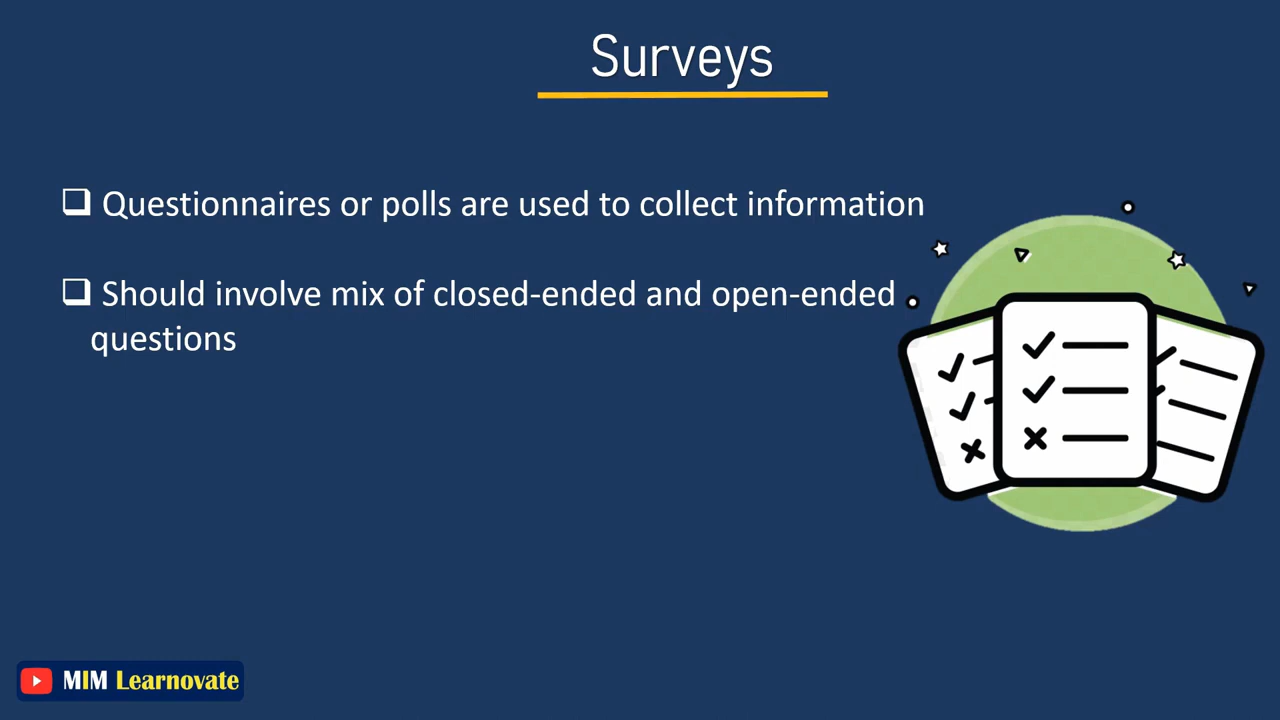 Surveys
Questionnaires or polls are used to collect information
Should involve mix of closed-ended and open-ended
questions
MIM Learnovate